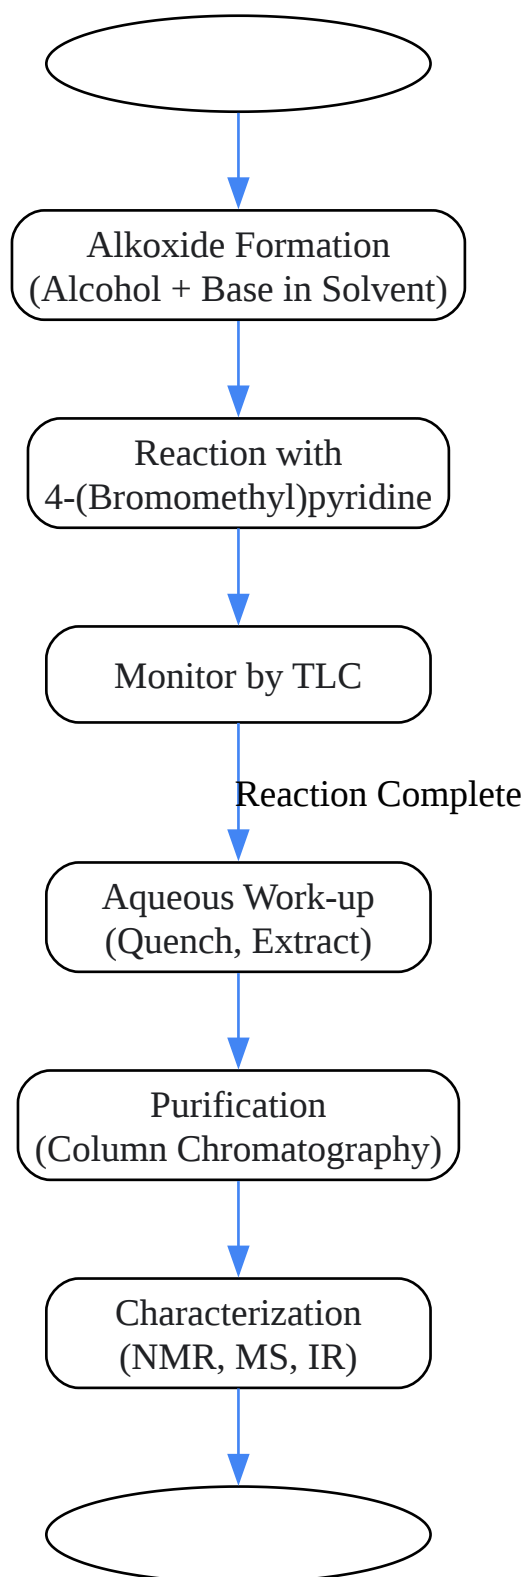 Alkoxide Formation
(Alcohol + Base in Solvent)
Reaction with
4-(Bromomethyl)pyridine
Monitor by TLC
Reaction Complete
Aqueous Work-up
(Quench, Extract)
Purification
(Column Chromatography)
Characterization
(NMR, MS, IR)